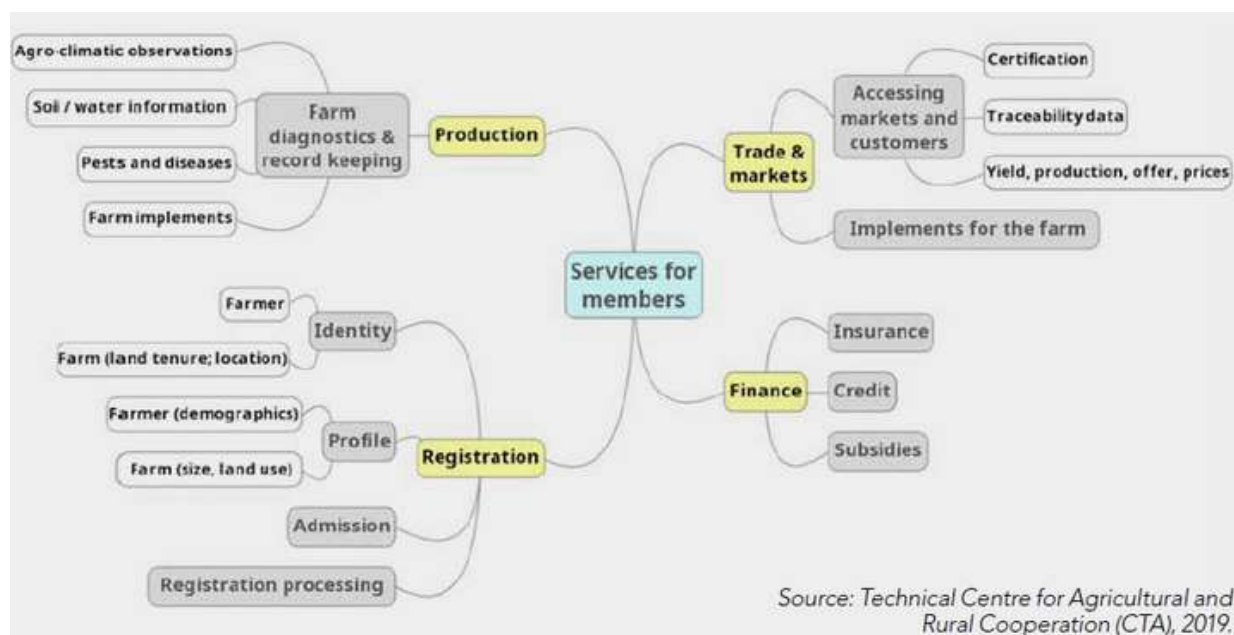 Agro-climatic observations
Soil / water information
Pests and diseases
Farm implements
Farm
diagnostics &
record keeping
Production
Services for
members
Trade &
markets
Accessing
markets and
customers
Certification
Traceability data
Yield, production, offer, prices
Implements for the farm
Farmer
Farm (land tenure; location)
Identity
Farmer (demographics)
Farm (size, land use)
Profile
Registration
Admission
Registration processing
Finance
Insurance
Credit
Subsidies
Source: Technical Centre for Agricultural and
Rural Cooperation (CTA), 2019.